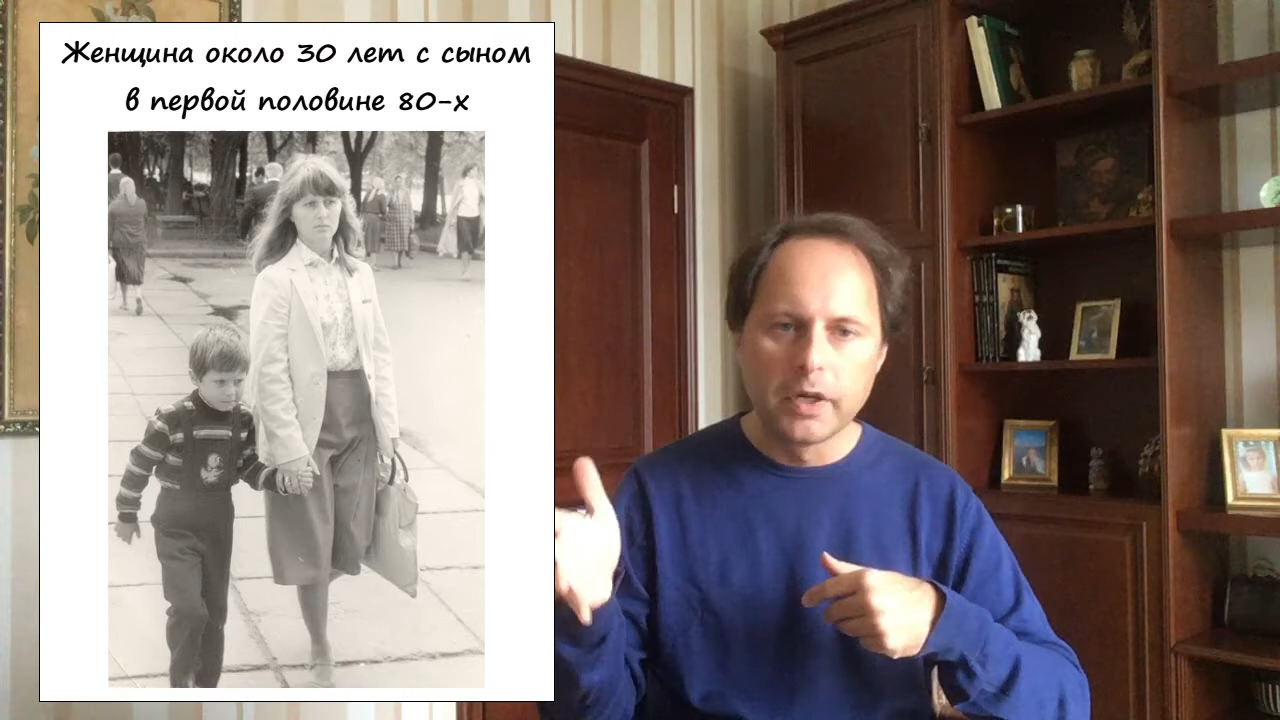 Женщина около 30 лет с сыном
в первой половине 80-х